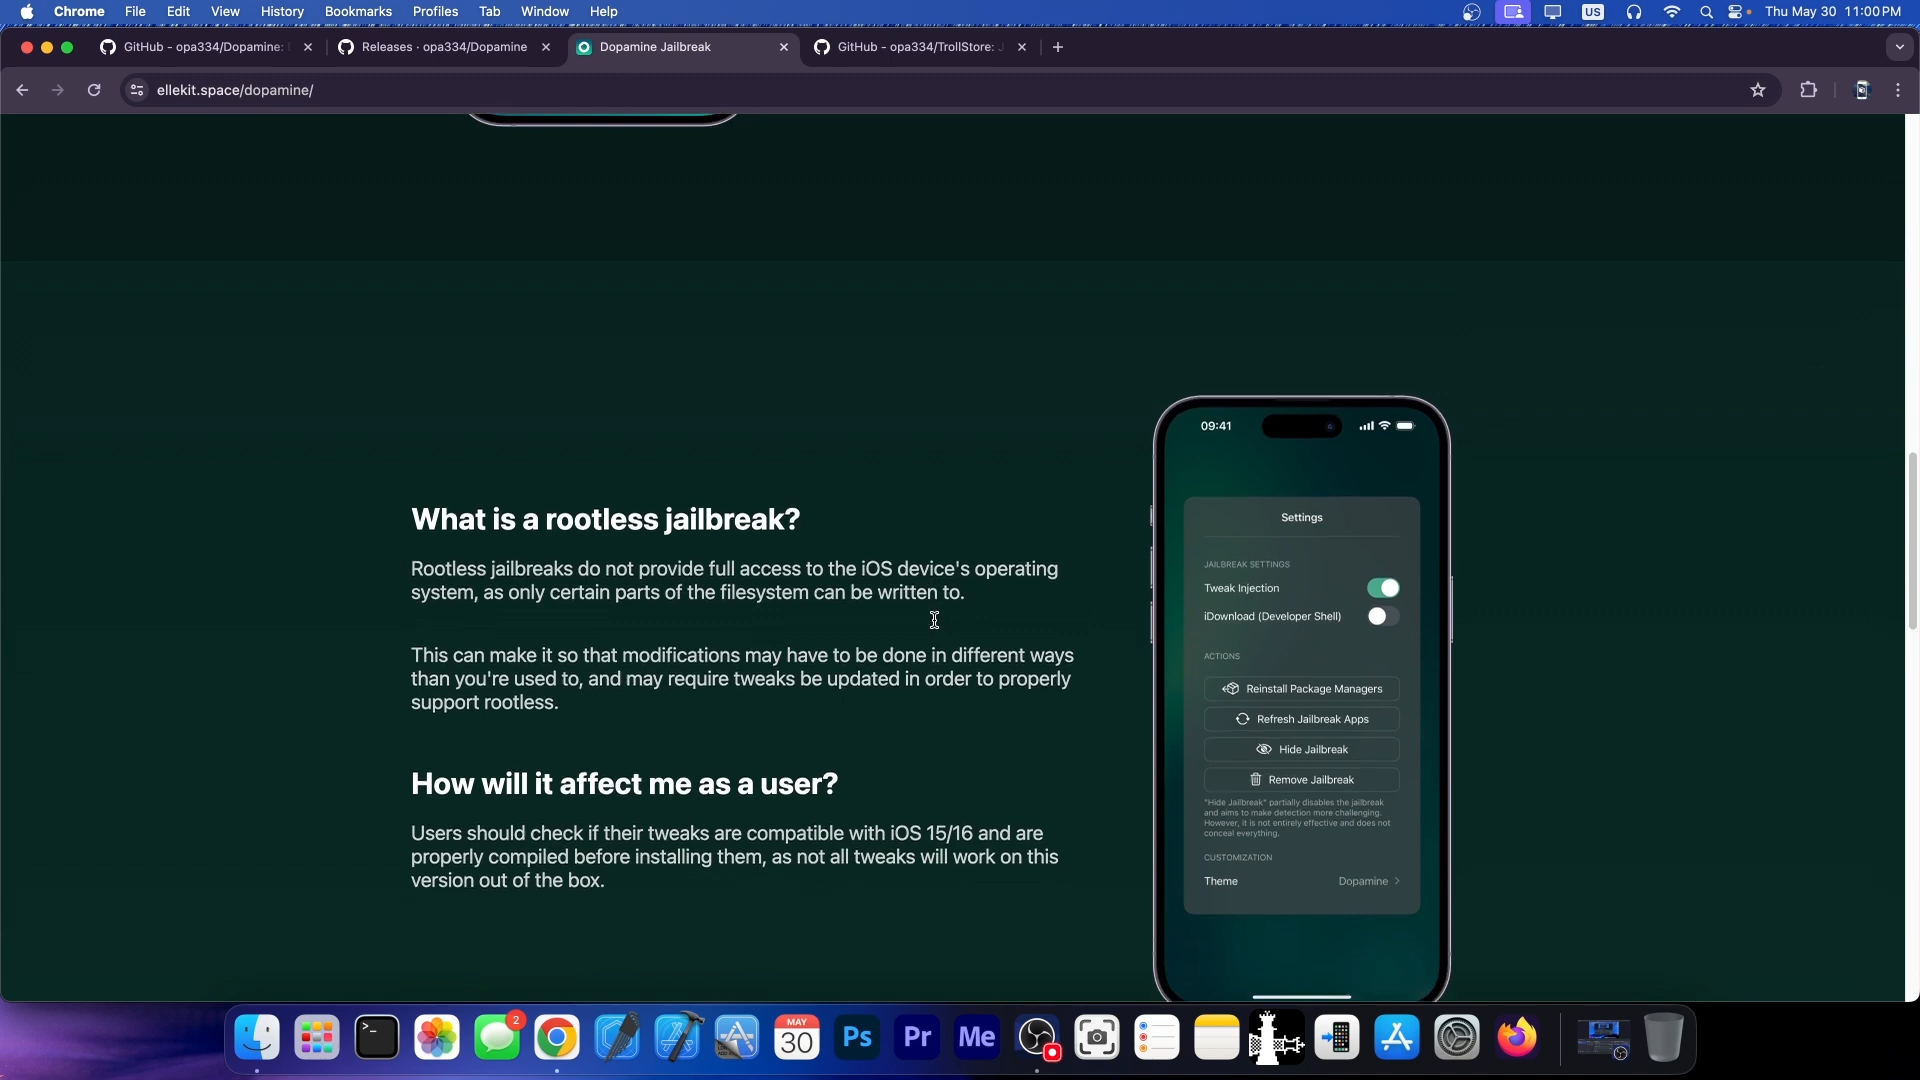 Chrome File Edit View History Bookmarks Profiles Tab Window Help US Thu May 30 11:00 PM
GitHub - opa334/Dopamine: Releases · opa334/Dopamine Dopamine Jailbreak GitHub - opa334/TrollStore: J
ellekit.space/dopamine/
What is a rootless jailbreak?
Rootless jailbreaks do not provide full access to the iOS device's operating
system, as only certain parts of the filesystem can be written to.
This can make it so that modifications may have to be done in different ways
than you're used to, and may require tweaks be updated in order to properly
support rootless.
How will it affect me as a user?
Users should check if their tweaks are compatible with iOS 15/16 and are
properly compiled before installing them, as not all tweaks will work on this
version out of the box.
09:41
Settings
JAILBREAK SETTINGS
Tweak Injection
iDownload (Developer Shell)
ACTIONS
Reinstall Package Managers
Refresh Jailbreak Apps
Hide Jailbreak
Remove Jailbreak
"Hide Jailbreak" partially disables the jailbreak
and aims to make detection more challenging.
However, it is not entirely effective and does not
conceal everything.
CUSTOMIZATION
Theme Dopamine
>_ 2 MAY 30 Ps Pr Me